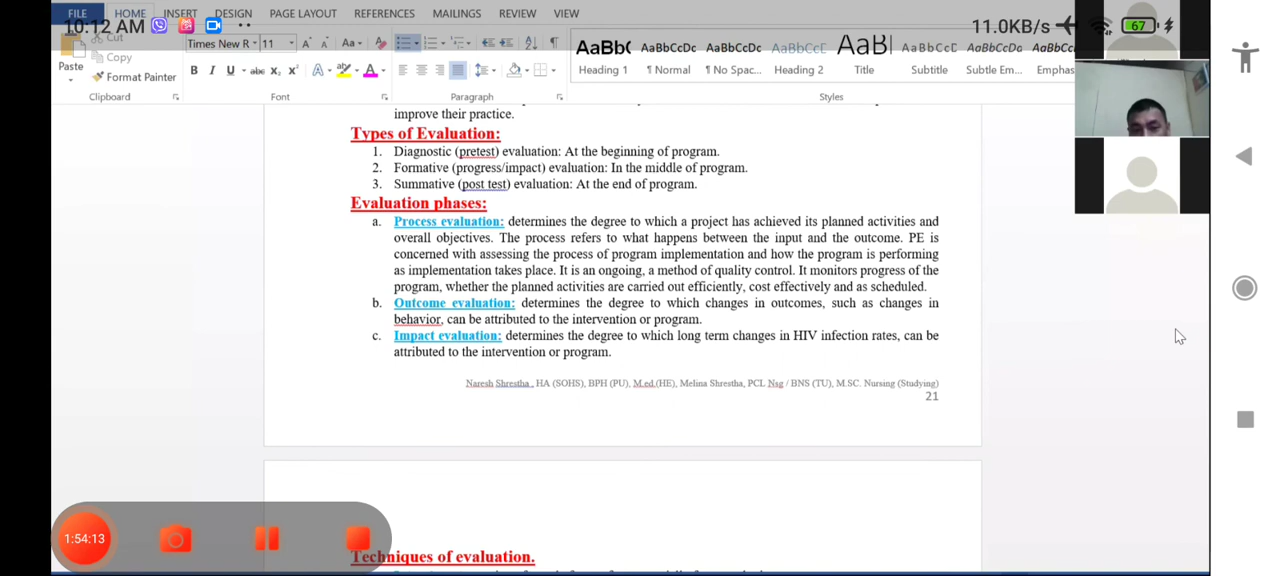 FILE HOME INSERT DESIGN PAGE LAYOUT REFERENCES MAILINGS REVIEW VIEW
10:12 AM 11.0KB/s 67
Cut
Copy
Format Painter
Paste
Times New R 11 Aa
B I U abc X₂ X² A A
AaBb( AaBbCcDc AaBbCcDc AaBbCcE AaB AaBbCcD AaBbCcDa AaBbCc
Heading 1 ¶ Normal ¶ No Spac... Heading 2 Title Subtitle Subtle Em... Emphas
Clipboard Font Paragraph Styles
improve their practice.
Types of Evaluation:
1. Diagnostic (pretest) evaluation: At the beginning of program.
2. Formative (progress/impact) evaluation: In the middle of program.
3. Summative (post test) evaluation: At the end of program.
Evaluation phases:
a. Process evaluation: determines the degree to which a project has achieved its planned activities and
overall objectives. The process refers to what happens between the input and the outcome. PE is
concerned with assessing the process of program implementation and how the program is performing
as implementation takes place. It is an ongoing, a method of quality control. It monitors progress of the
program, whether the planned activities are carried out efficiently, cost effectively and as scheduled.
b. Outcome evaluation: determines the degree to which changes in outcomes, such as changes in
behavior, can be attributed to the intervention or program.
c. Impact evaluation: determines the degree to which long term changes in HIV infection rates, can be
attributed to the intervention or program.
Naresh Shrestha , HA (SOHS), BPH (PU), M.ed.(HE), Melina Shrestha, PCL Nsg / BNS (TU), M.SC. Nursing (Studying)
21
1:54:13
Techniques of evaluation.